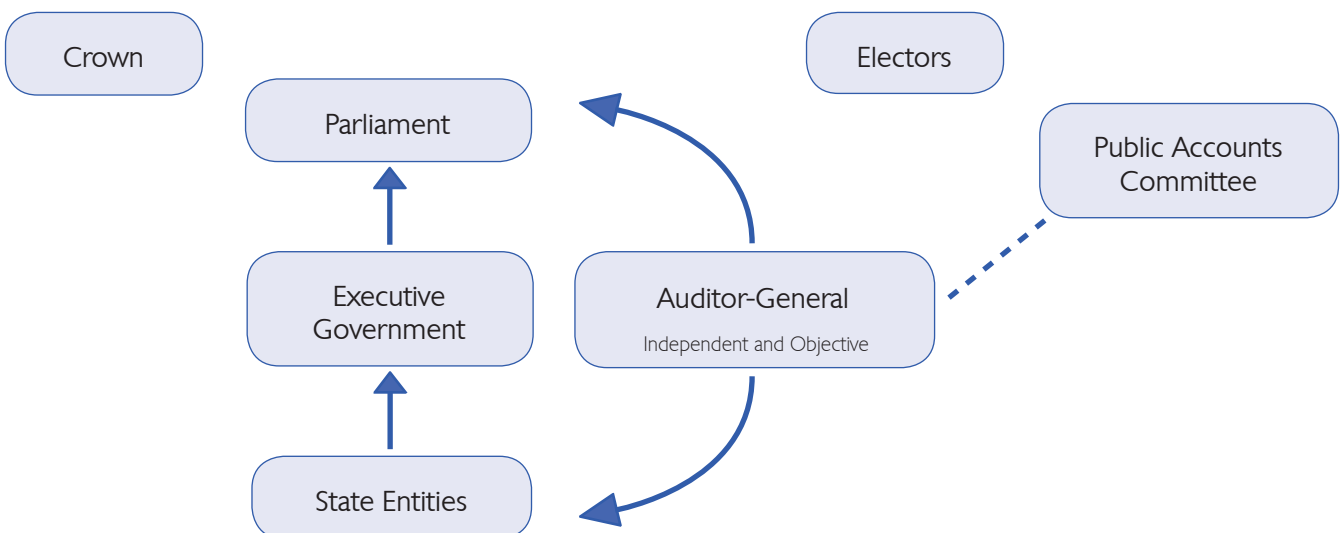 Crown
Electors
Parliament
Public Accounts
Committee
Executive
Government
Auditor-General
Independent and Objective
State Entities